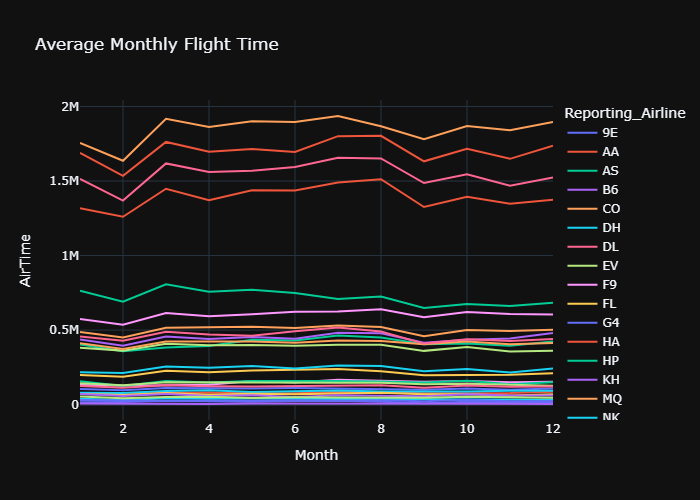 Average Monthly Flight Time
Reporting_Airline
2M
1.5M
1M
0.5M
0
AirTime
2
4
6
8
10
12
Month
9E
AA
AS
B6
CO
DH
DL
EV
F9
FL
G4
HA
HP
KH
MQ
NK